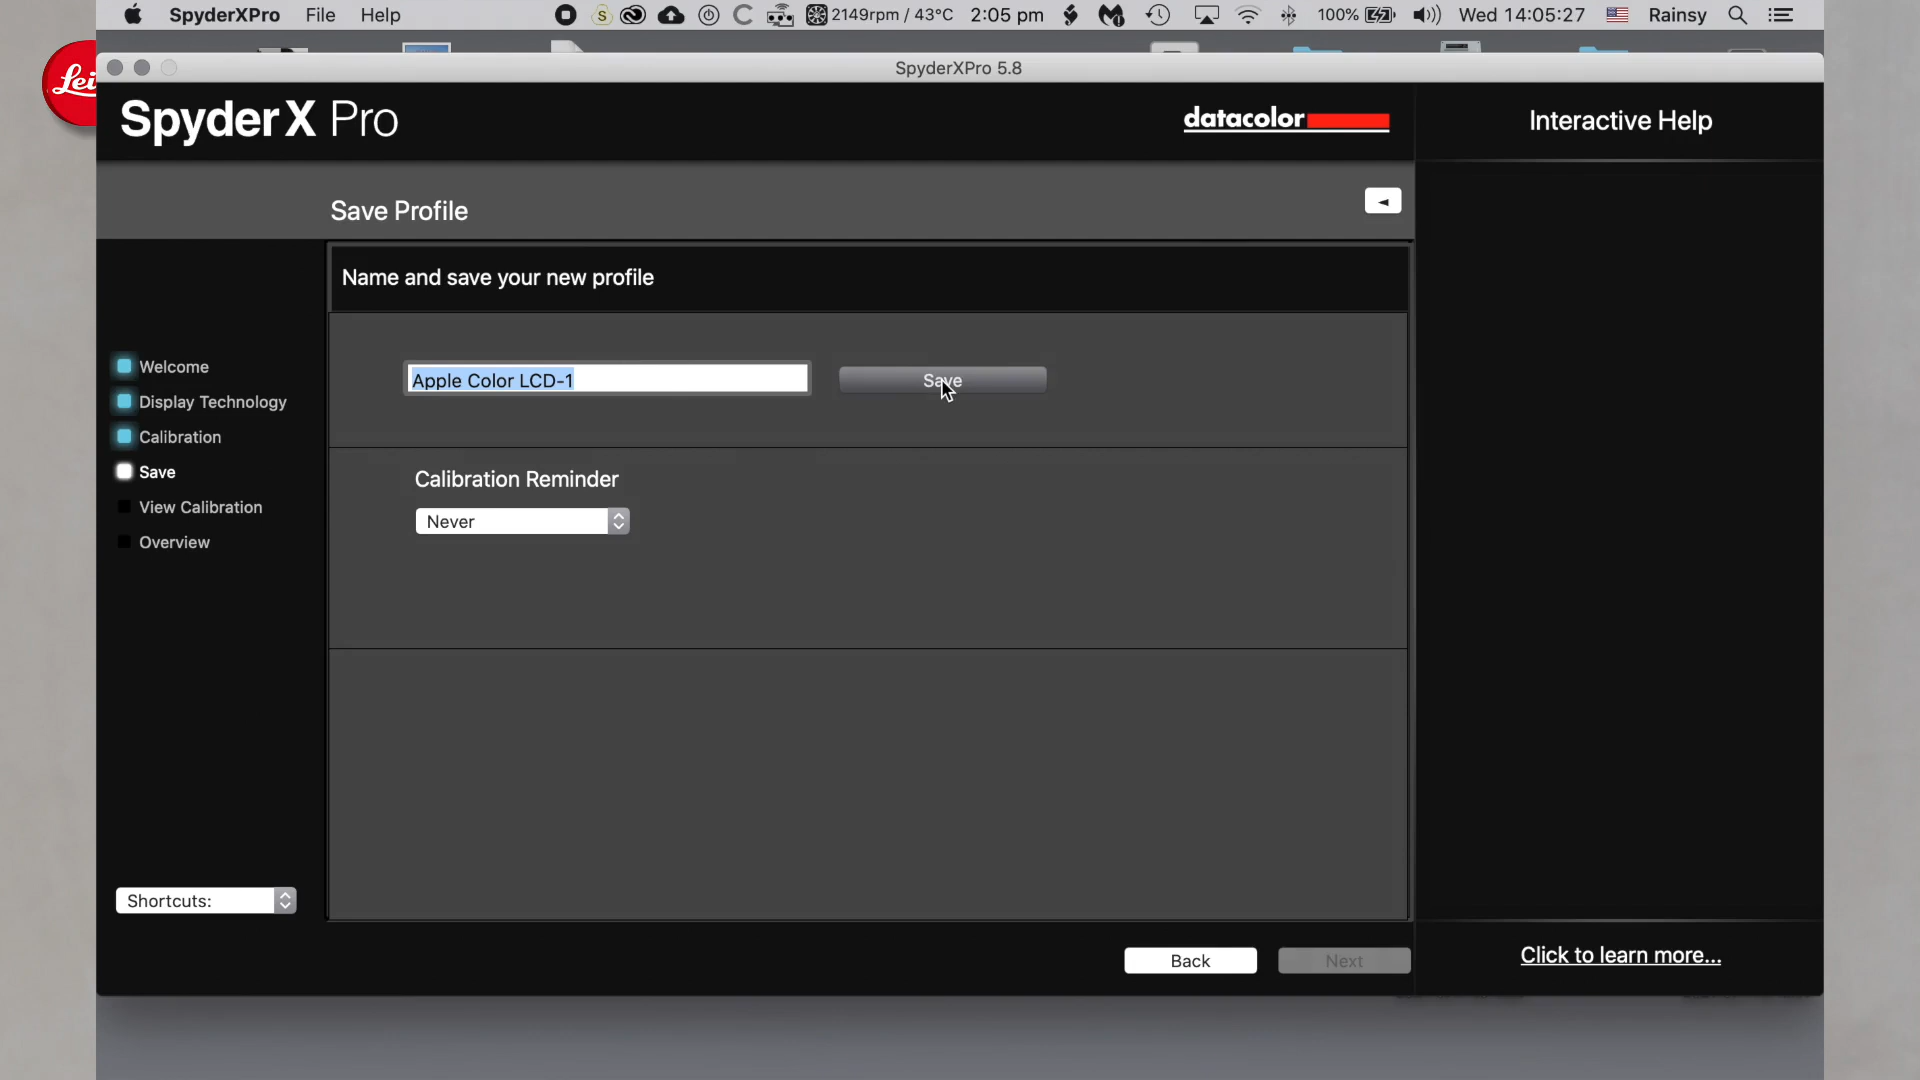 SpyderXPro File Help S 2149rpm / 43°C 2:05 pm 100% Wed 14:05:27 Rainsy
Lei
SpyderXPro 5.8
SpyderX Pro
datacolor
Interactive Help
Save Profile
Name and save your new profile
Apple Color LCD-1
Save
Welcome
Display Technology
Calibration
Save
View Calibration
Overview
Calibration Reminder
Never
Shortcuts:
Back
Next
Click to learn more...